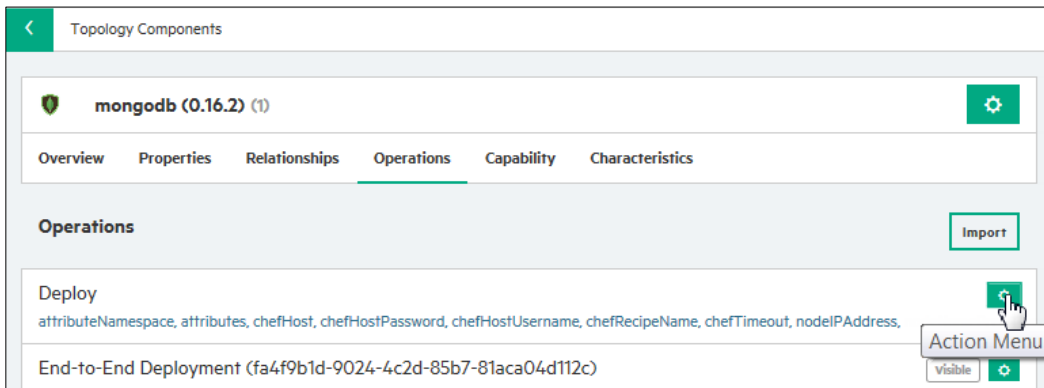 Topology Components
mongodb (0.16.2) (1)
Overview Properties Relationships Operations Capability Characteristics
Operations
Import
Deploy
attributeNamespace, attributes, chefHost, chefHostPassword, chefHostUsername, chefRecipeName, chefTimeout, nodeIPAddress,
Action Menu
End-to-End Deployment (fa4f9b1d-9024-4c2d-85b7-81aca04d112c)
Visible